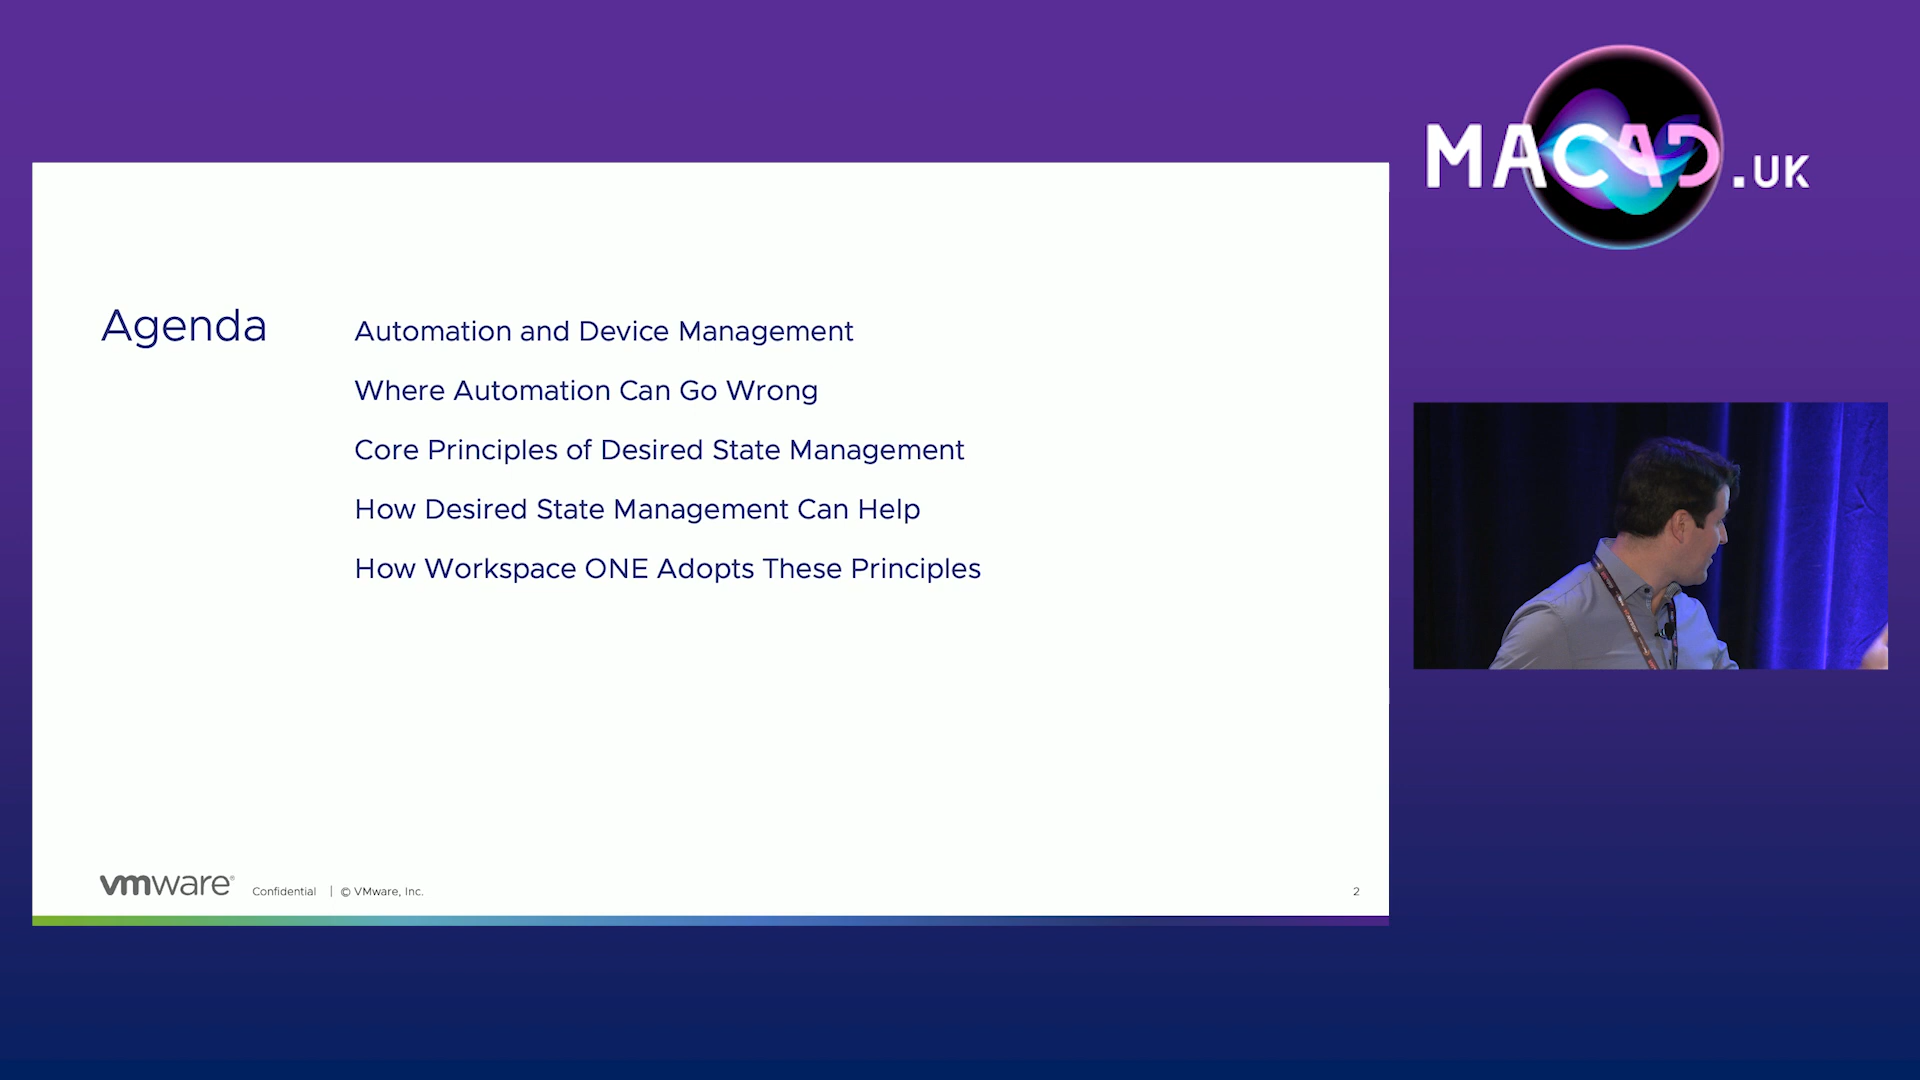 MACAD.UK
Agenda
Automation and Device Management
Where Automation Can Go Wrong
Core Principles of Desired State Management
How Desired State Management Can Help
How Workspace ONE Adopts These Principles
vmware® Confidential | © VMware, Inc. 2